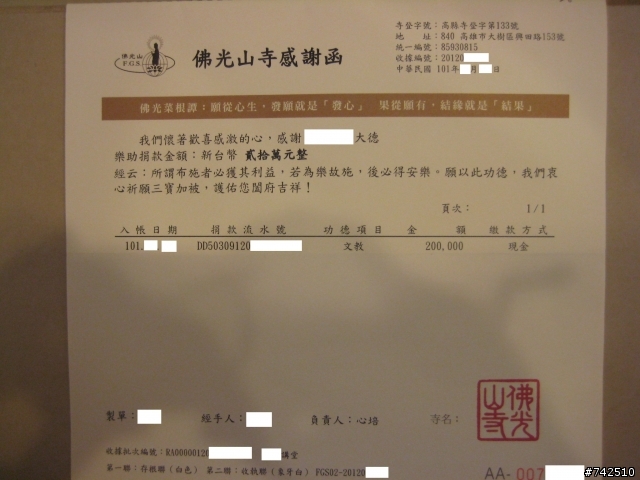 寺登字號：高縣寺登字第133號
地　　址：840 高雄市大樹區興田路153號
統一編號：85930815
收據編號：20120
中華民國 101年 月 日
佛光山
F.G.S.
佛光山寺感謝函
佛光菜根譚：願從心生，發願就是「發心」　果從願有，結緣就是「結果」
我們懷著歡喜感激的心，感謝 大德
樂助捐款金額：新台幣 貳拾萬元整
經云：所謂布施者必獲其利益，若為樂故施，後必得安樂。願以此功德，我們衷
心祈願三寶加被，護佑您閤府吉祥！
頁次：　1/1
入帳日期　捐款流水號　功德項目　金　額　繳款方式
101. DD50309120 文教 200,000 現金
製單： 經手人： 負責人：心培 寺名：
佛光山寺
收據批次編號：RA00800120 講堂
第一聯：存根聯(白色) 第二聯：收執聯(象牙白) FGS02-20120
AA-007
#742510